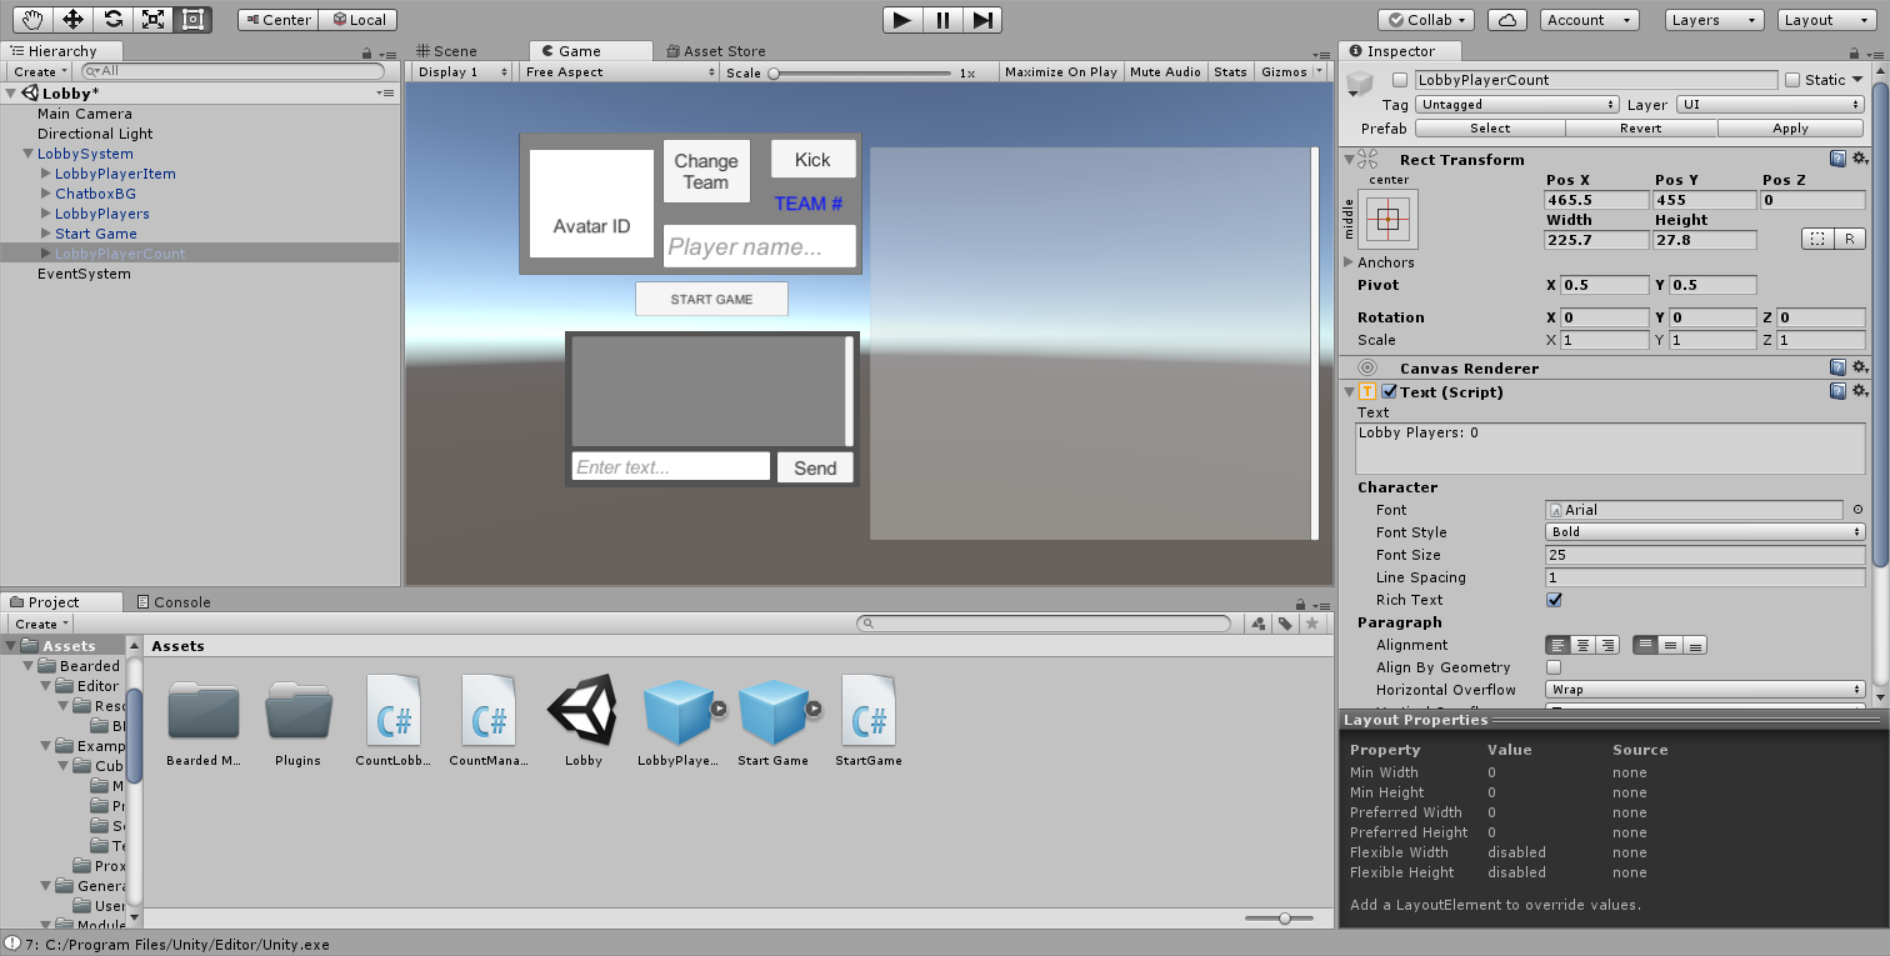 Center
Local
Collab
Account
Layers
Layout
Hierarchy
Create
All
Lobby*
Main Camera
Directional Light
LobbySystem
LobbyPlayerItem
ChatboxBG
LobbyPlayers
Start Game
LobbyPlayerCount
EventSystem
Scene
Game
Asset Store
Display 1
Free Aspect
Scale
1x
Maximize On Play
Mute Audio
Stats
Gizmos
Avatar ID
Change
Team
Kick
TEAM #
Player name...
START GAME
Enter text...
Send
Inspector
LobbyPlayerCount
Static
Tag
Untagged
Layer
UI
Prefab
Select
Revert
Apply
Rect Transform
center
middle
Pos X Pos Y Pos Z
465.5 455 0
Width Height
225.7 27.8
R
Anchors
Pivot X 0.5 Y 0.5
Rotation X 0 Y 0 Z 0
Scale X 1 Y 1 Z 1
Canvas Renderer
T Text (Script)
Text
Lobby Players: 0
Character
Font Arial
Font Style Bold
Font Size 25
Line Spacing 1
Rich Text
Paragraph
Alignment
Align By Geometry
Horizontal Overflow Wrap
Layout Properties
Property Value Source
Min Width 0 none
Min Height 0 none
Preferred Width 0 none
Preferred Height 0 none
Flexible Width disabled none
Flexible Height disabled none
Add a LayoutElement to override values.
Project
Console
Create
Assets
Bearded
Editor
Reso
Bl
Examp
Cub
M
Pr
Sc
Te
Prox
Genera
User
Module
Assets
Bearded M...
Plugins
C#
CountLobb...
C#
CountMana...
Lobby
LobbyPlaye...
Start Game
C#
StartGame
7: C:/Program Files/Unity/Editor/Unity.exe